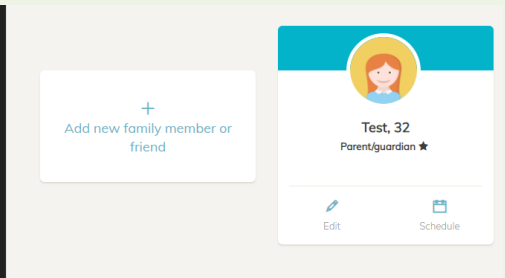 Add new family member or
friend
Test, 32
Parent/guardian
Edit
Schedule